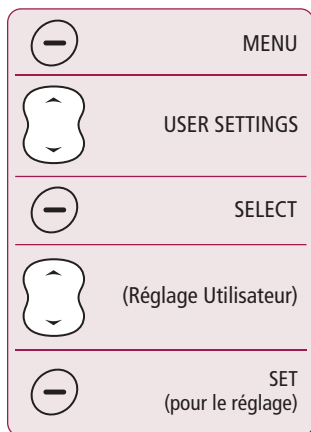 MENU
USER SETTINGS
SELECT
(Réglage Utilisateur)
SET
(pour le réglage)